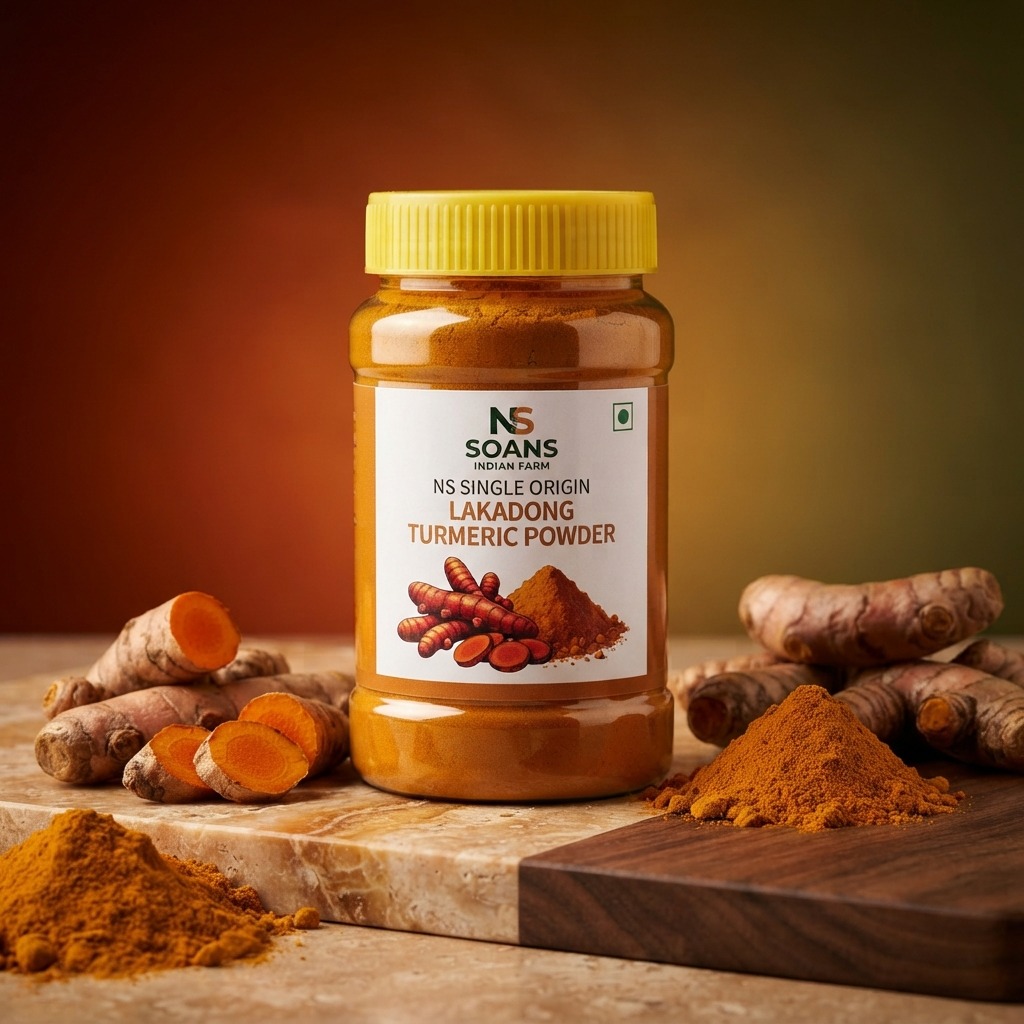 NS
SOANS
INDIAN FARM
NS SINGLE ORIGIN
LAKADONG
TURMERIC POWDER